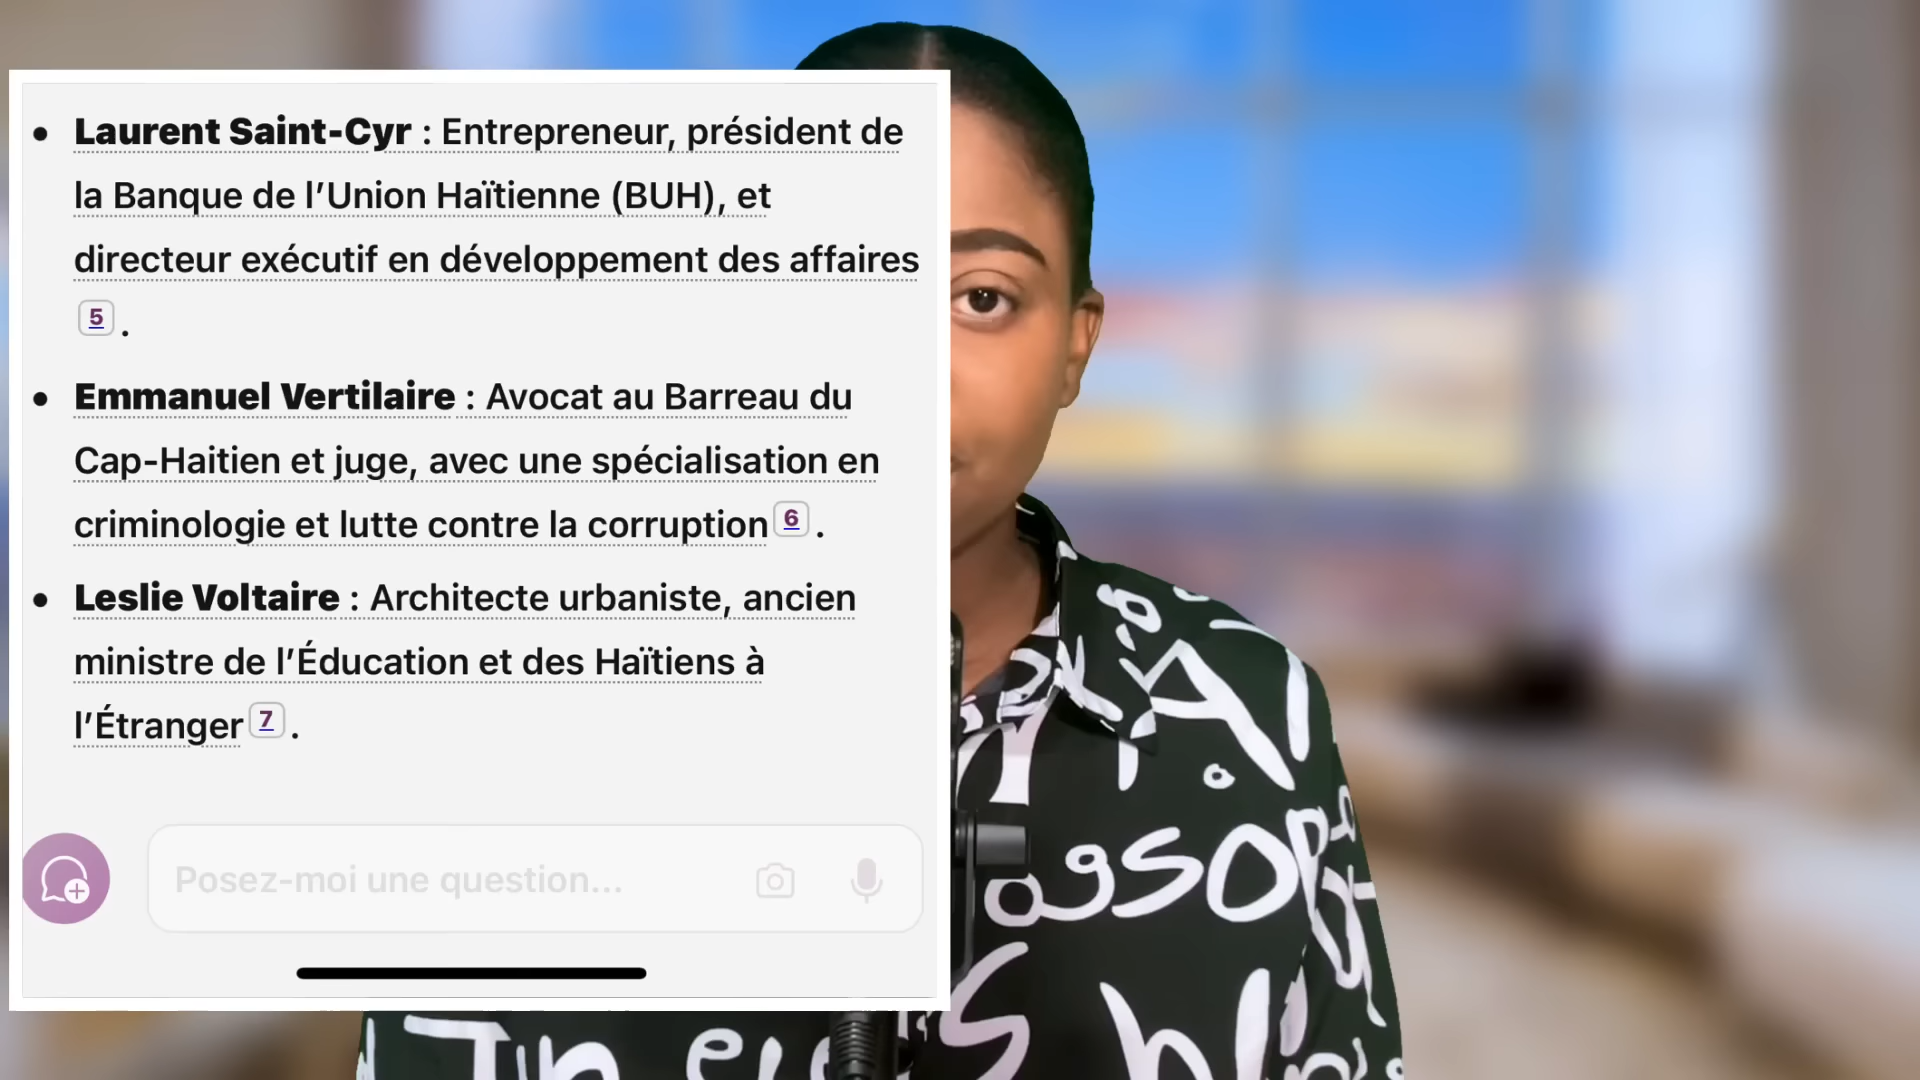 • Laurent Saint-Cyr : Entrepreneur, président de
la Banque de l’Union Haïtienne (BUH), et
directeur exécutif en développement des affaires
5 .
• Emmanuel Vertilaire : Avocat au Barreau du
Cap-Haitien et juge, avec une spécialisation en
criminologie et lutte contre la corruption 6 .
• Leslie Voltaire : Architecte urbaniste, ancien
ministre de l’Éducation et des Haïtiens à
l’Étranger 7 .
Posez-moi une question...